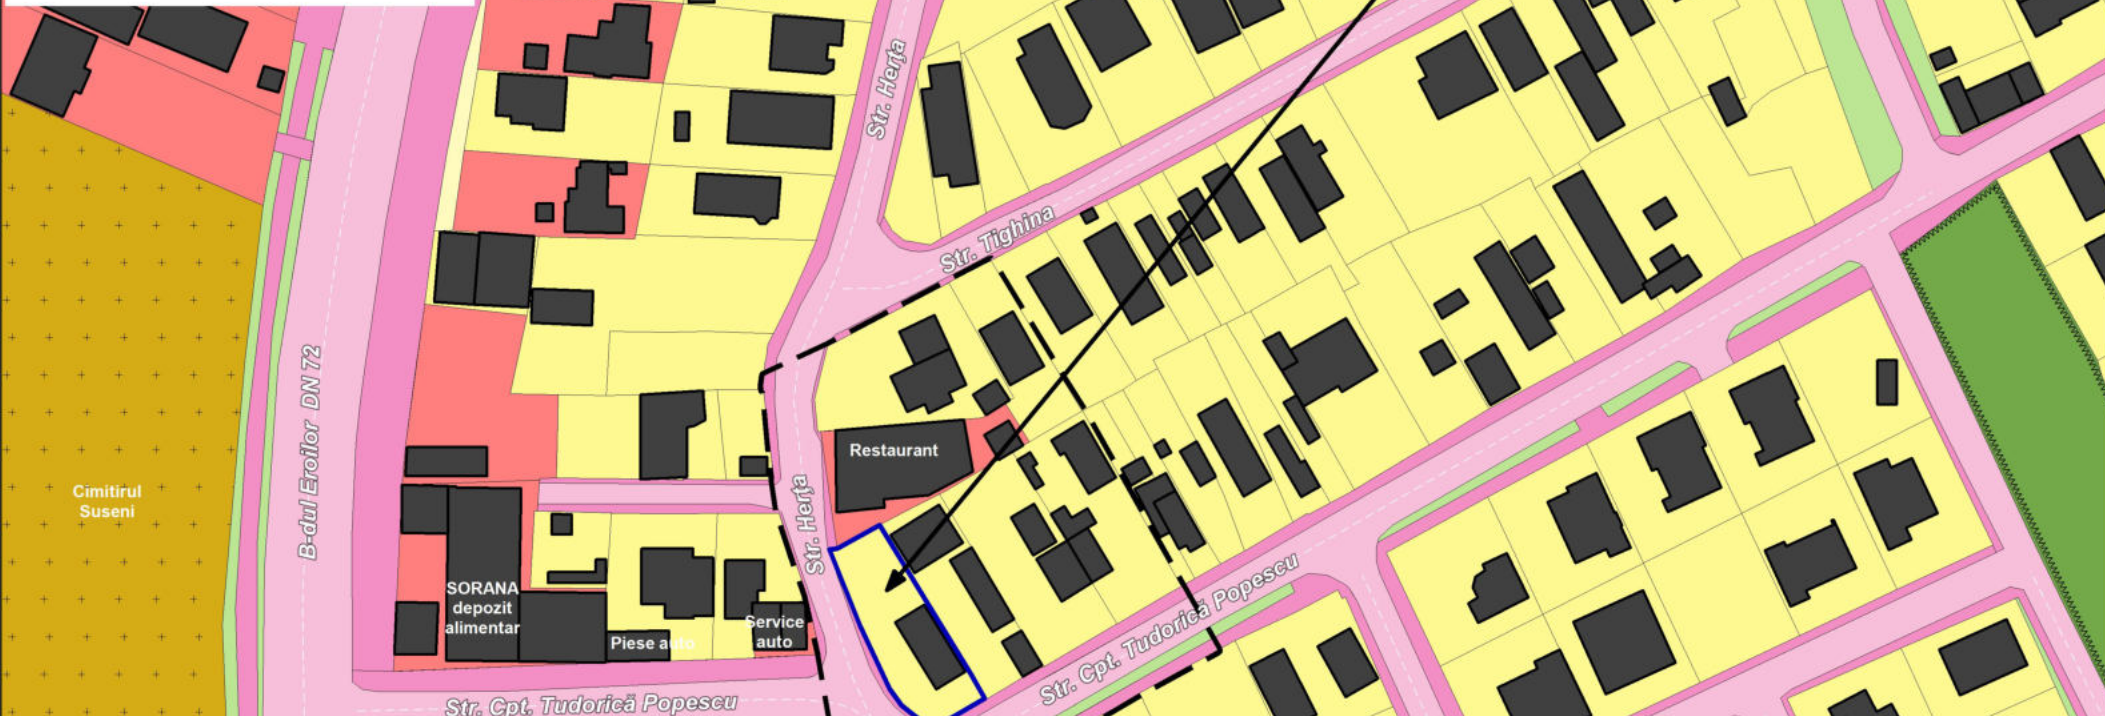 Str. Herța
Str. Tighina
B-dul Eroilor DN 72
Restaurant
Cimitirul
Suseni
Str. Herța
SORANA
depozit
alimentar
Piese auto
Service
auto
Str. Cpt. Tudorică Popescu
Str. Cpt. Tudorică Popescu